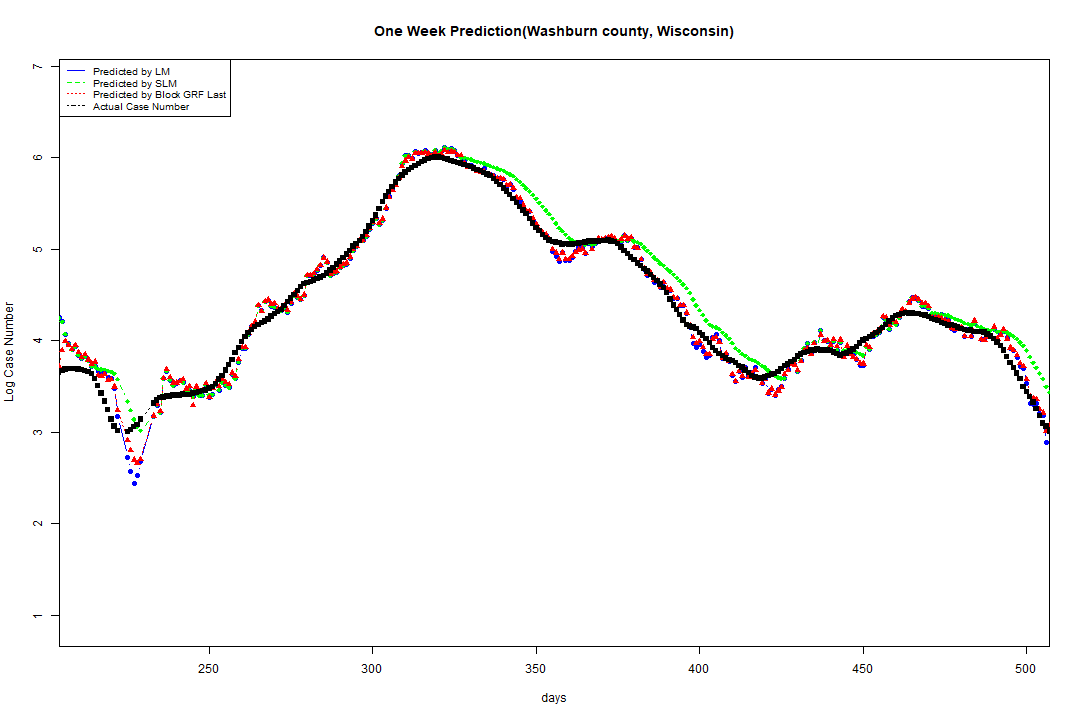 One Week Prediction(Washburn county, Wisconsin)
Predicted by LM
Predicted by SLM
Predicted by Block GRF Last
Actual Case Number
7
6
5
4
3
2
1
Log Case Number
250 300 350 400 450 500
days